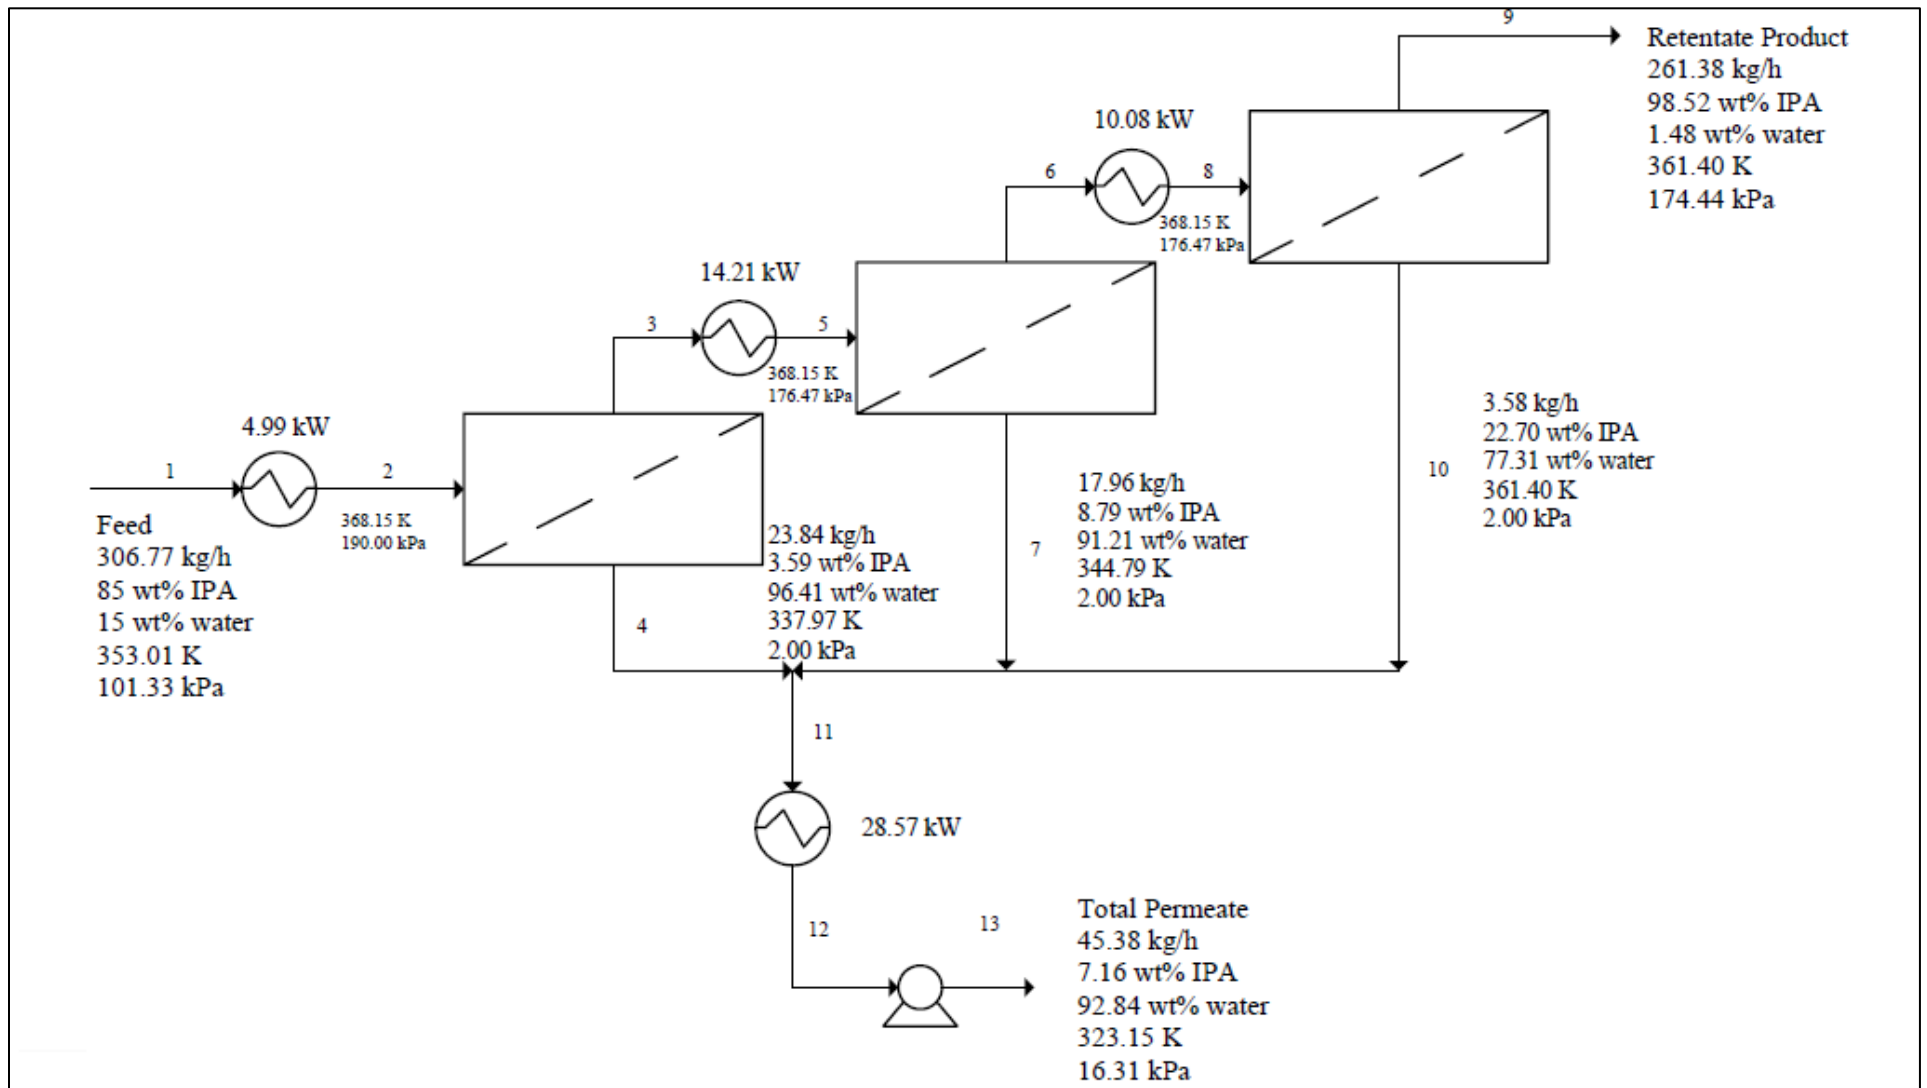 9
Retentate Product
261.38 kg/h
98.52 wt% IPA
1.48 wt% water
361.40 K
174.44 kPa
10.08 kW
6
8
368.15 K
176.47 kPa
14.21 kW
3
5
368.15 K
176.47 kPa
4.99 kW
1
2
368.15 K
190.00 kPa
Feed
306.77 kg/h
85 wt% IPA
15 wt% water
353.01 K
101.33 kPa
23.84 kg/h
3.59 wt% IPA
96.41 wt% water
337.97 K
2.00 kPa
4
17.96 kg/h
8.79 wt% IPA
91.21 wt% water
344.79 K
2.00 kPa
7
3.58 kg/h
22.70 wt% IPA
77.31 wt% water
361.40 K
2.00 kPa
10
11
28.57 kW
12
13
Total Permeate
45.38 kg/h
7.16 wt% IPA
92.84 wt% water
323.15 K
16.31 kPa